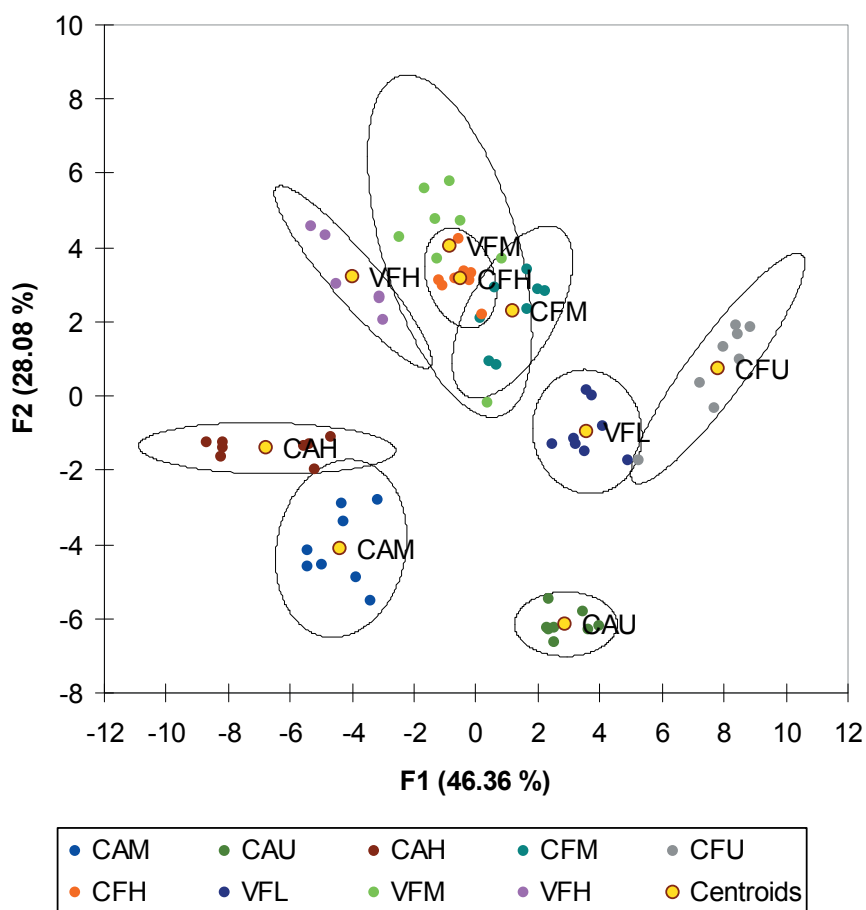 10
8
6
4
2
0
-2
-4
-6
-8
F2 (28.08 %)
VFM
VFH
CFH
CFM
CFU
VFL
CAH
CAM
CAU
-12 -10 -8 -6 -4 -2 0 2 4 6 8 10 12
F1 (46.36 %)
CAM CAU CAH CFM CFU
CFH VFL VFM VFH Centroids